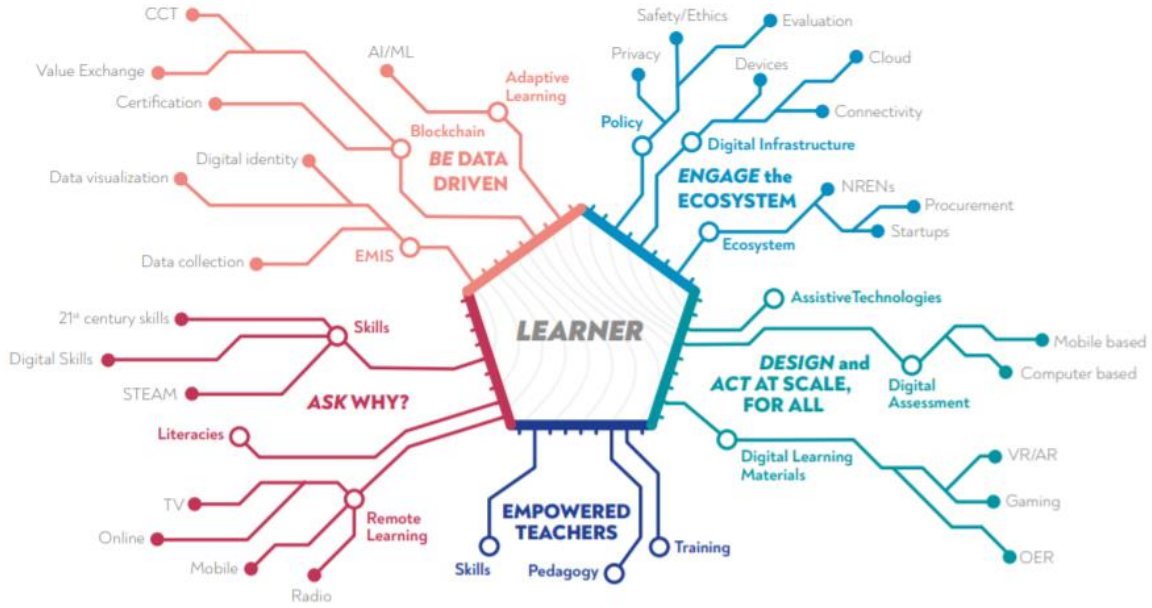 CCT
Value Exchange
Certification
AI/ML
Adaptive
Learning
Blockchain
BE DATA
DRIVEN
Digital identity
Data visualization
Data collection
EMIS
Safety/Ethics
Evaluation
Privacy
Devices
Cloud
Connectivity
Policy
Digital Infrastructure
ENGAGE the
ECOSYSTEM
NRENs
Procurement
Startups
Ecosystem
LEARNER
21st century skills
Digital Skills
STEAM
Skills
ASK WHY?
Literacies
TV
Online
Mobile
Radio
Remote
Learning
Assistive Technologies
DESIGN and
ACT AT SCALE,
FOR ALL
Digital
Assessment
Mobile based
Computer based
Digital Learning
Materials
VR/AR
Gaming
OER
EMPOWERED
TEACHERS
Skills
Pedagogy
Training